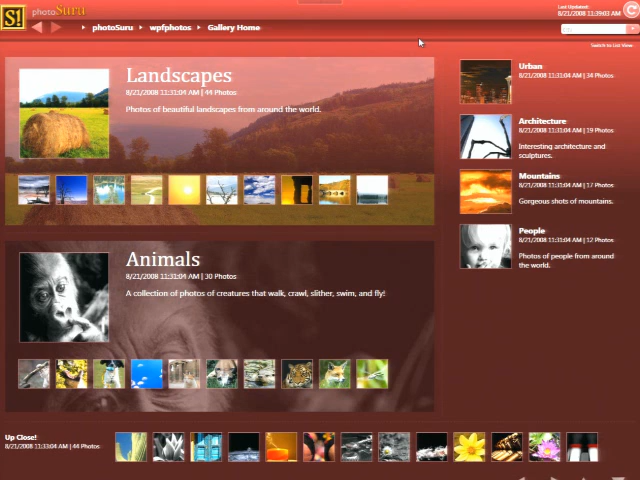 S!
photoSuru
photoSuru
wpfphotos
Gallery Home
Last Updated:
8/21/2008 11:39:03 AM
Switch to List View
Landscapes
8/21/2008 11:31:04 AM | 44 Photos
Photos of beautiful landscapes from around the world.
Animals
8/21/2008 11:31:04 AM | 30 Photos
A collection of photos of creatures that walk, crawl, slither, swim, and fly!
Urban
8/21/2008 11:31:04 AM | 34 Photos
Architecture
8/21/2008 11:31:04 AM | 19 Photos
Interesting architecture and
sculptures.
Mountains
8/21/2008 11:31:04 AM | 17 Photos
Gorgeous shots of mountains.
People
8/21/2008 11:31:04 AM | 12 Photos
Photos of people from around
the world.
Up Close!
8/21/2008 11:33:04 AM | 44 Photos